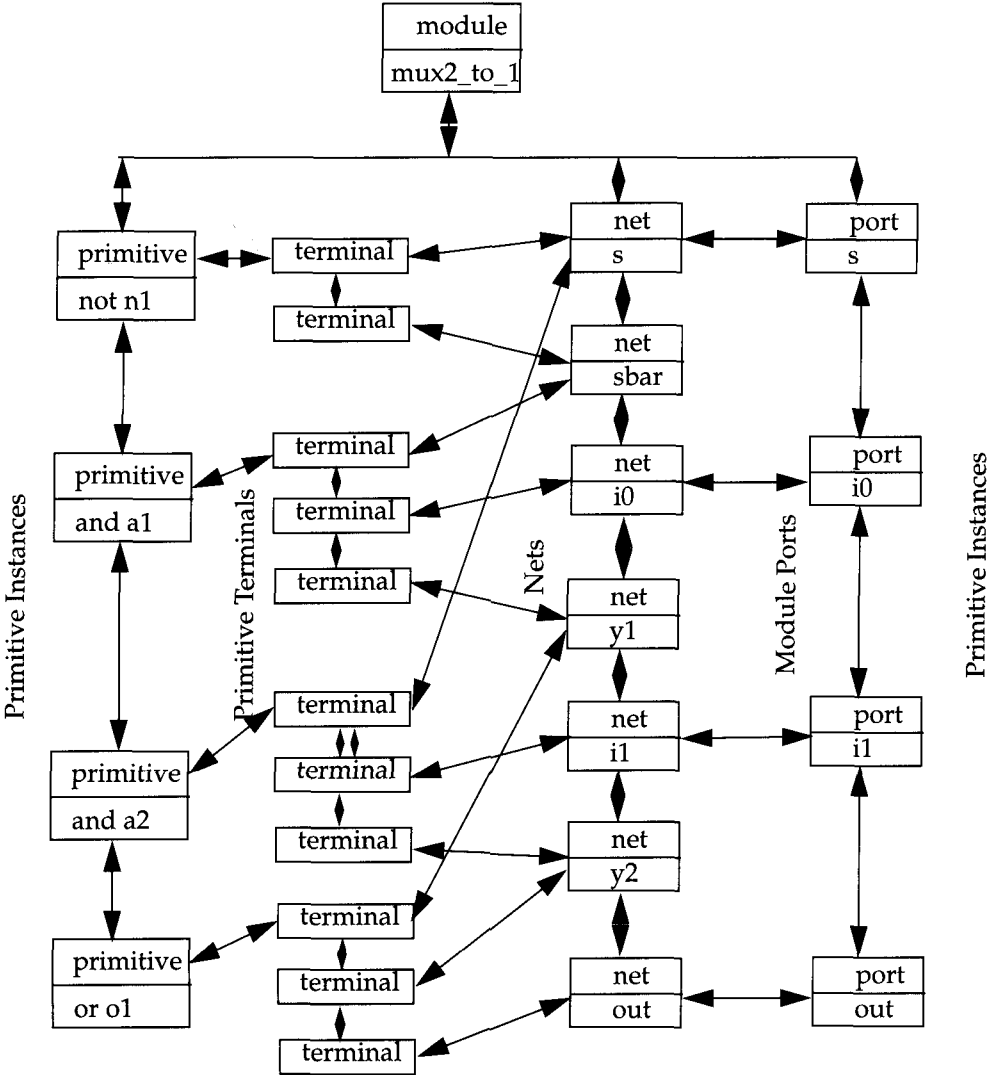 module
mux2_to_1
primitive
not n1
terminal
terminal
net
s
port
s
net
sbar
primitive
and a1
terminal
terminal
terminal
net
i0
port
i0
Primitive Instances
Primitive Terminals
Nets
Module Ports
Primitive Instances
net
y1
primitive
and a2
terminal
terminal
terminal
net
i1
port
i1
net
y2
primitive
or o1
terminal
terminal
terminal
net
out
port
out